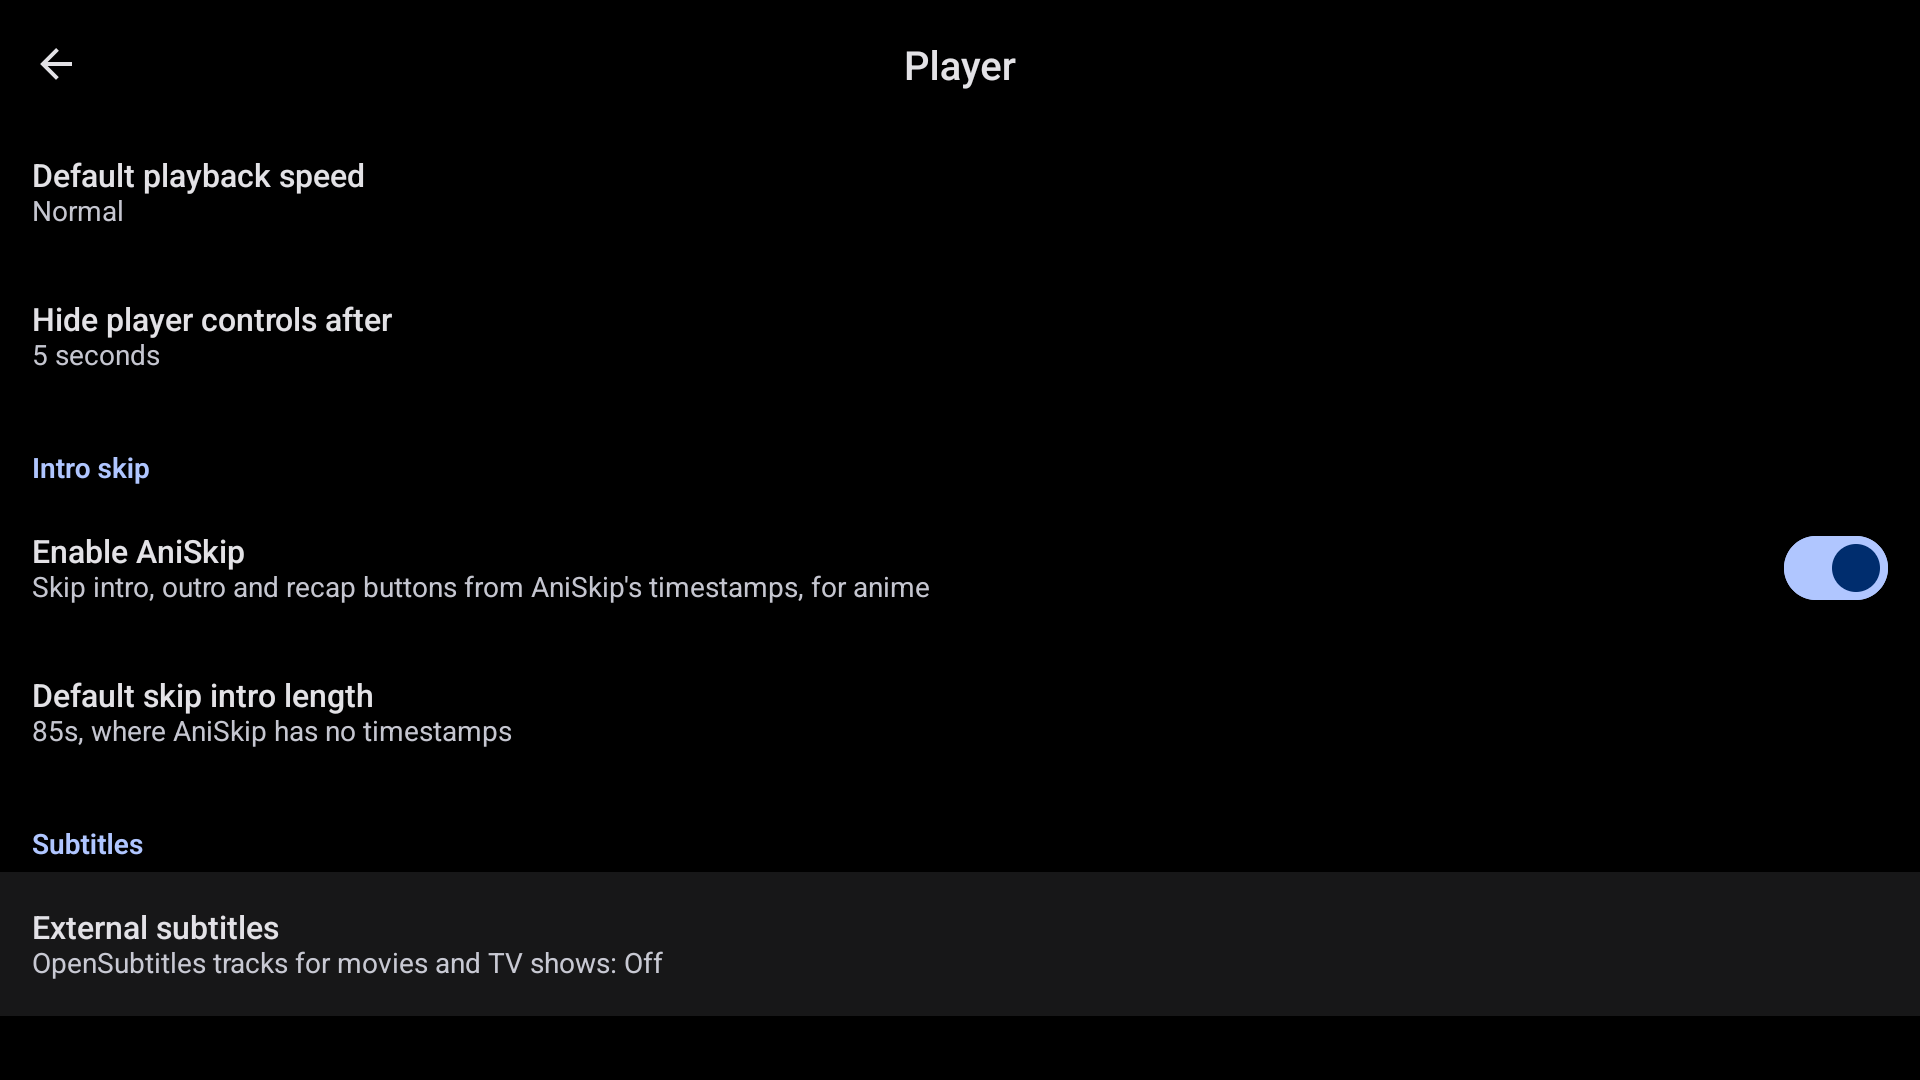 Player
Default playback speed
Normal
Hide player controls after
5 seconds
Intro skip
Enable AniSkip
Skip intro, outro and recap buttons from AniSkip's timestamps, for anime
Default skip intro length
85s, where AniSkip has no timestamps
Subtitles
External subtitles
OpenSubtitles tracks for movies and TV shows: Off